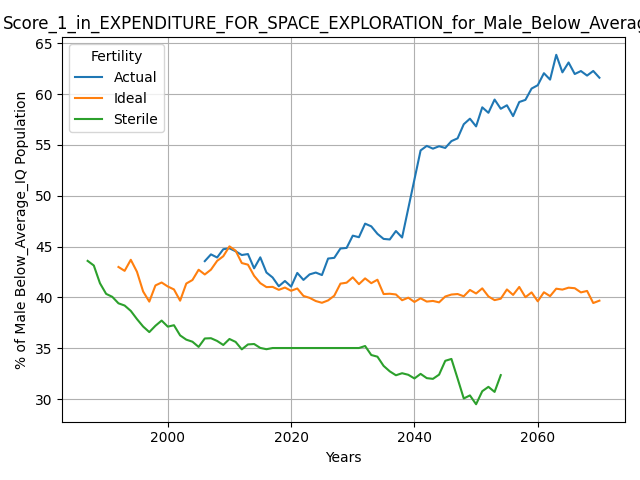 Score_1_in_EXPENDITURE_FOR_SPACE_EXPLORATION_for_Male_Below_Averag
Fertility
Actual
Ideal
Sterile
% of Male Below_Average_IQ Population
65
60
55
50
45
40
35
30
2000
2020
2040
2060
Years